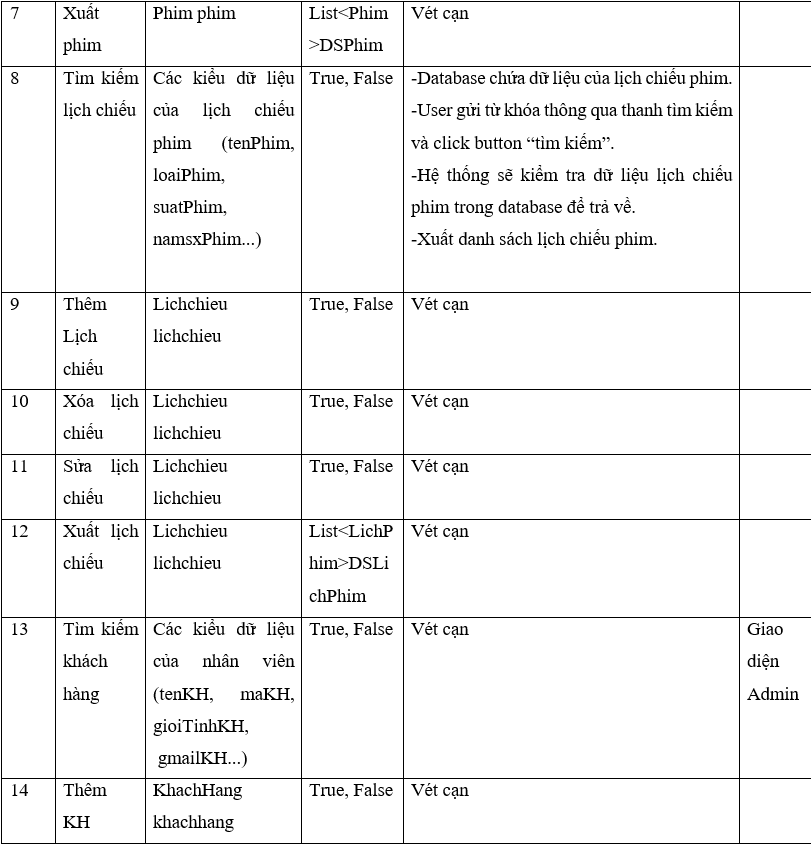 7 Xuất Phim phim List<Phim Vét cạn
phim >DSPhim
8 Tìm kiếm Các kiểu dữ liệu True, False -Database chứa dữ liệu của lịch chiếu phim.
lịch chiếu của lịch chiếu -User gửi từ khóa thông qua thanh tìm kiếm
phim (tenPhim, và click button “tìm kiếm”.
loaiPhim, -Hệ thống sẽ kiểm tra dữ liệu lịch chiếu
suatPhim, phim trong database để trả về.
namsxPhim...) -Xuất danh sách lịch chiếu phim.
9 Thêm Lichchieu True, False Vét cạn
Lịch lichchieu
chiếu
10 Xóa lịch Lichchieu True, False Vét cạn
chiếu lichchieu
11 Sửa lịch Lichchieu True, False Vét cạn
chiếu lichchieu
12 Xuất lịch Lichchieu List<LichP Vét cạn
chiếu lichchieu him>DSLi
chPhim
13 Tìm kiếm Các kiểu dữ liệu True, False Vét cạn Giao
khách của nhân viên diện
hàng (tenKH, maKH, Admin
gioiTinhKH,
gmailKH...)
14 Thêm KhachHang True, False Vét cạn
KH khachhang